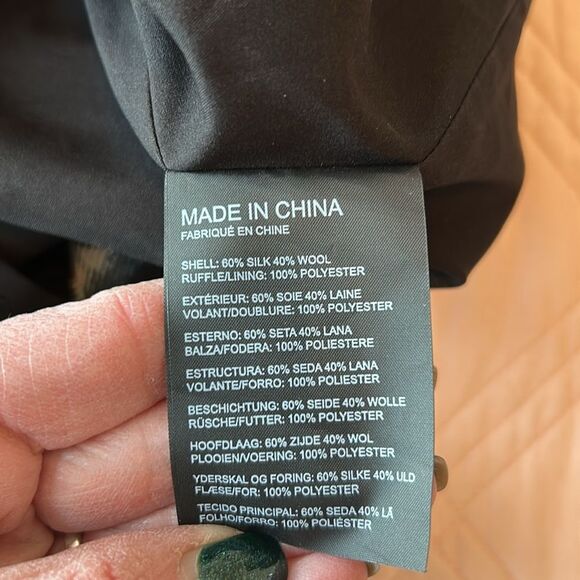 MADE IN CHINA
FABRIQUÉ EN CHINE
SHELL: 60% SILK 40% WOOL
RUFFLE/LINING: 100% POLYESTER
EXTÉRIEUR: 60% SOIE 40% LAINE
VOLANT/DOUBLURE: 100% POLYESTER
ESTERNO: 60% SETA 40% LANA
BALZA/FODERA: 100% POLIESTERE
ESTRUCTURA: 60% SEDA 40% LANA
VOLANTE/FORRO: 100% POLIESTER
BESCHICHTUNG: 60% SEIDE 40% WOLLE
RÜSCHE/FUTTER: 100% POLYESTER
HOOFDLAAG: 60% ZIJDE 40% WOL
PLOOIEN/VOERING: 100% POLYESTER
YDERSKAL OG FORING: 60% SILKE 40% ULD
FLÆSE/FOR: 100% POLYESTER
TECIDO PRINCIPAL: 60% SEDA 40% LÃ
FOLHO/FORRO: 100% POLIÉSTER